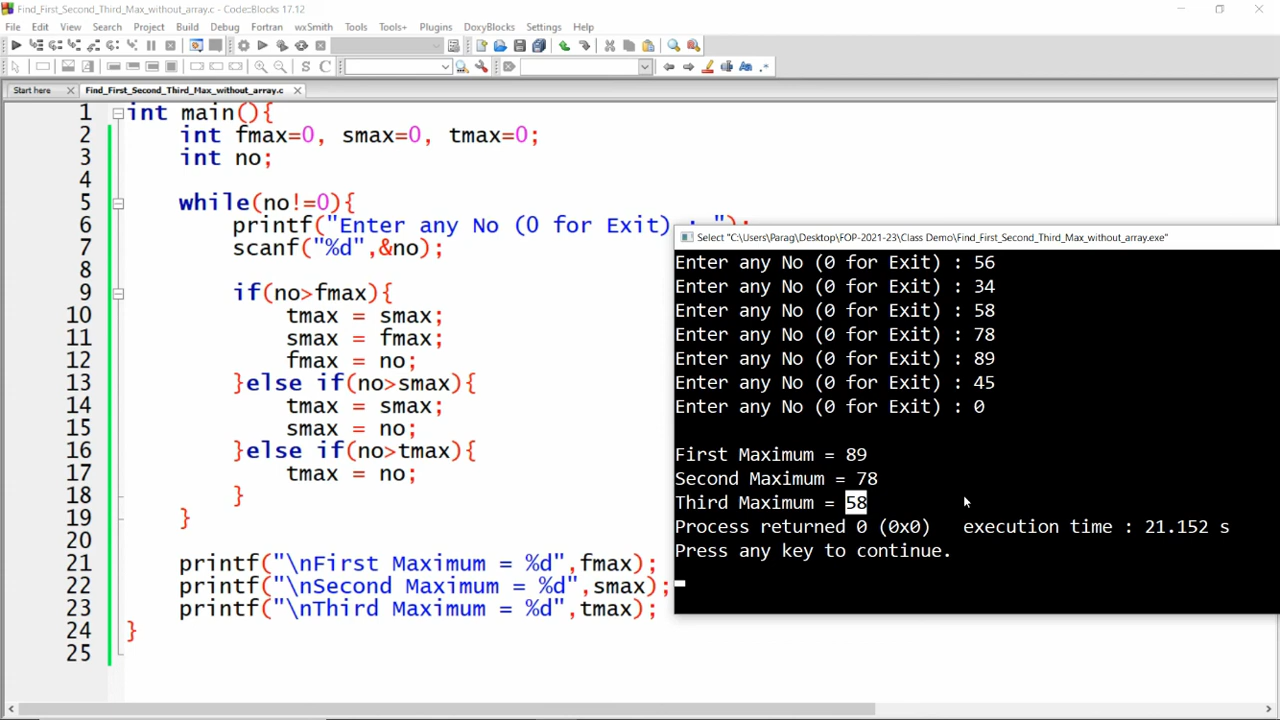 Find_First_Second_Third_Max_without_array.c - Code::Blocks 17.12
File Edit View Search Project Build Debug Fortran wxSmith Tools Tools+ Plugins DoxyBlocks Settings Help
S C
Start here Find_First_Second_Third_Max_without_array.c
1 int main(){
2 int fmax=0, smax=0, tmax=0;
3 int no;
4
5 while(no!=0){
6 printf("Enter any No (0 for Exit) : ");
7 scanf("%d",&no);
8
9 if(no>fmax){
10 tmax = smax;
11 smax = fmax;
12 fmax = no;
13 }else if(no>smax){
14 tmax = smax;
15 smax = no;
16 }else if(no>tmax){
17 tmax = no;
18 }
19 }
20
21 printf("\nFirst Maximum = %d",fmax);
22 printf("\nSecond Maximum = %d",smax);
23 printf("\nThird Maximum = %d",tmax);
24 }
25
Select "C:\Users\Parag\Desktop\FOP-2021-23\Class Demo\Find_First_Second_Third_Max_without_array.exe"
Enter any No (0 for Exit) : 56
Enter any No (0 for Exit) : 34
Enter any No (0 for Exit) : 58
Enter any No (0 for Exit) : 78
Enter any No (0 for Exit) : 89
Enter any No (0 for Exit) : 45
Enter any No (0 for Exit) : 0
First Maximum = 89
Second Maximum = 78
Third Maximum = 58
Process returned 0 (0x0) execution time : 21.152 s
Press any key to continue.